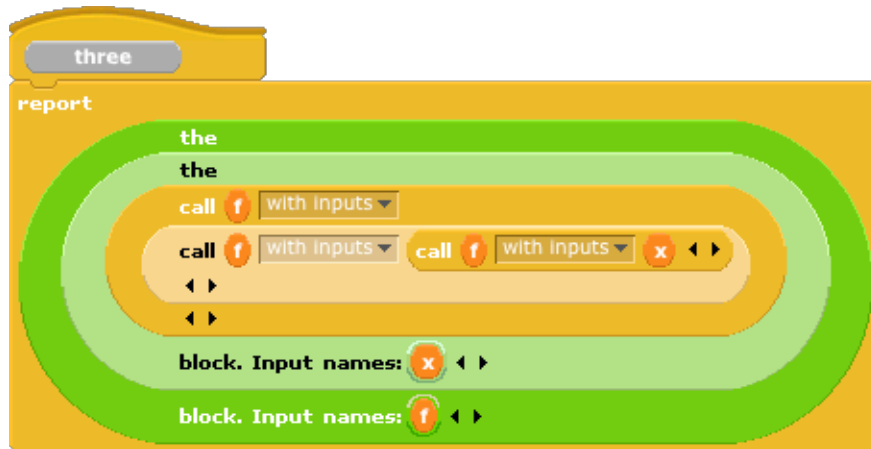 three
report
the
the
call f with inputs
call f with inputs call f with inputs x
block. Input names: x
block. Input names: f